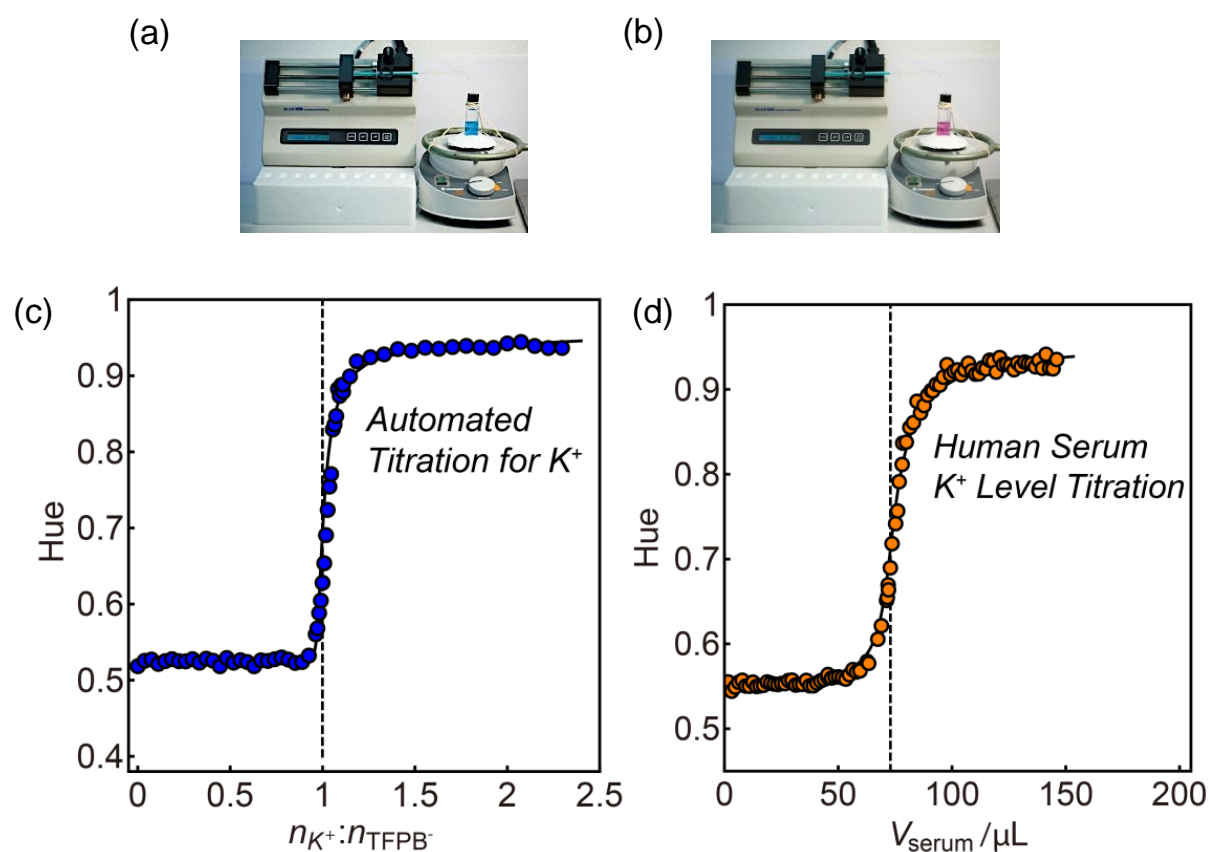 (a)
(b)
(c)
1
0.9
0.8
0.7
0.6
0.5
0.4
Hue
Automated
Titration for K⁺
0 0.5 1 1.5 2 2.5
n_K⁺:n_TFPB⁻
(d)
1
0.9
0.8
0.7
0.6
0.5
Hue
Human Serum
K⁺ Level Titration
0 50 100 150 200
V_serum /μL